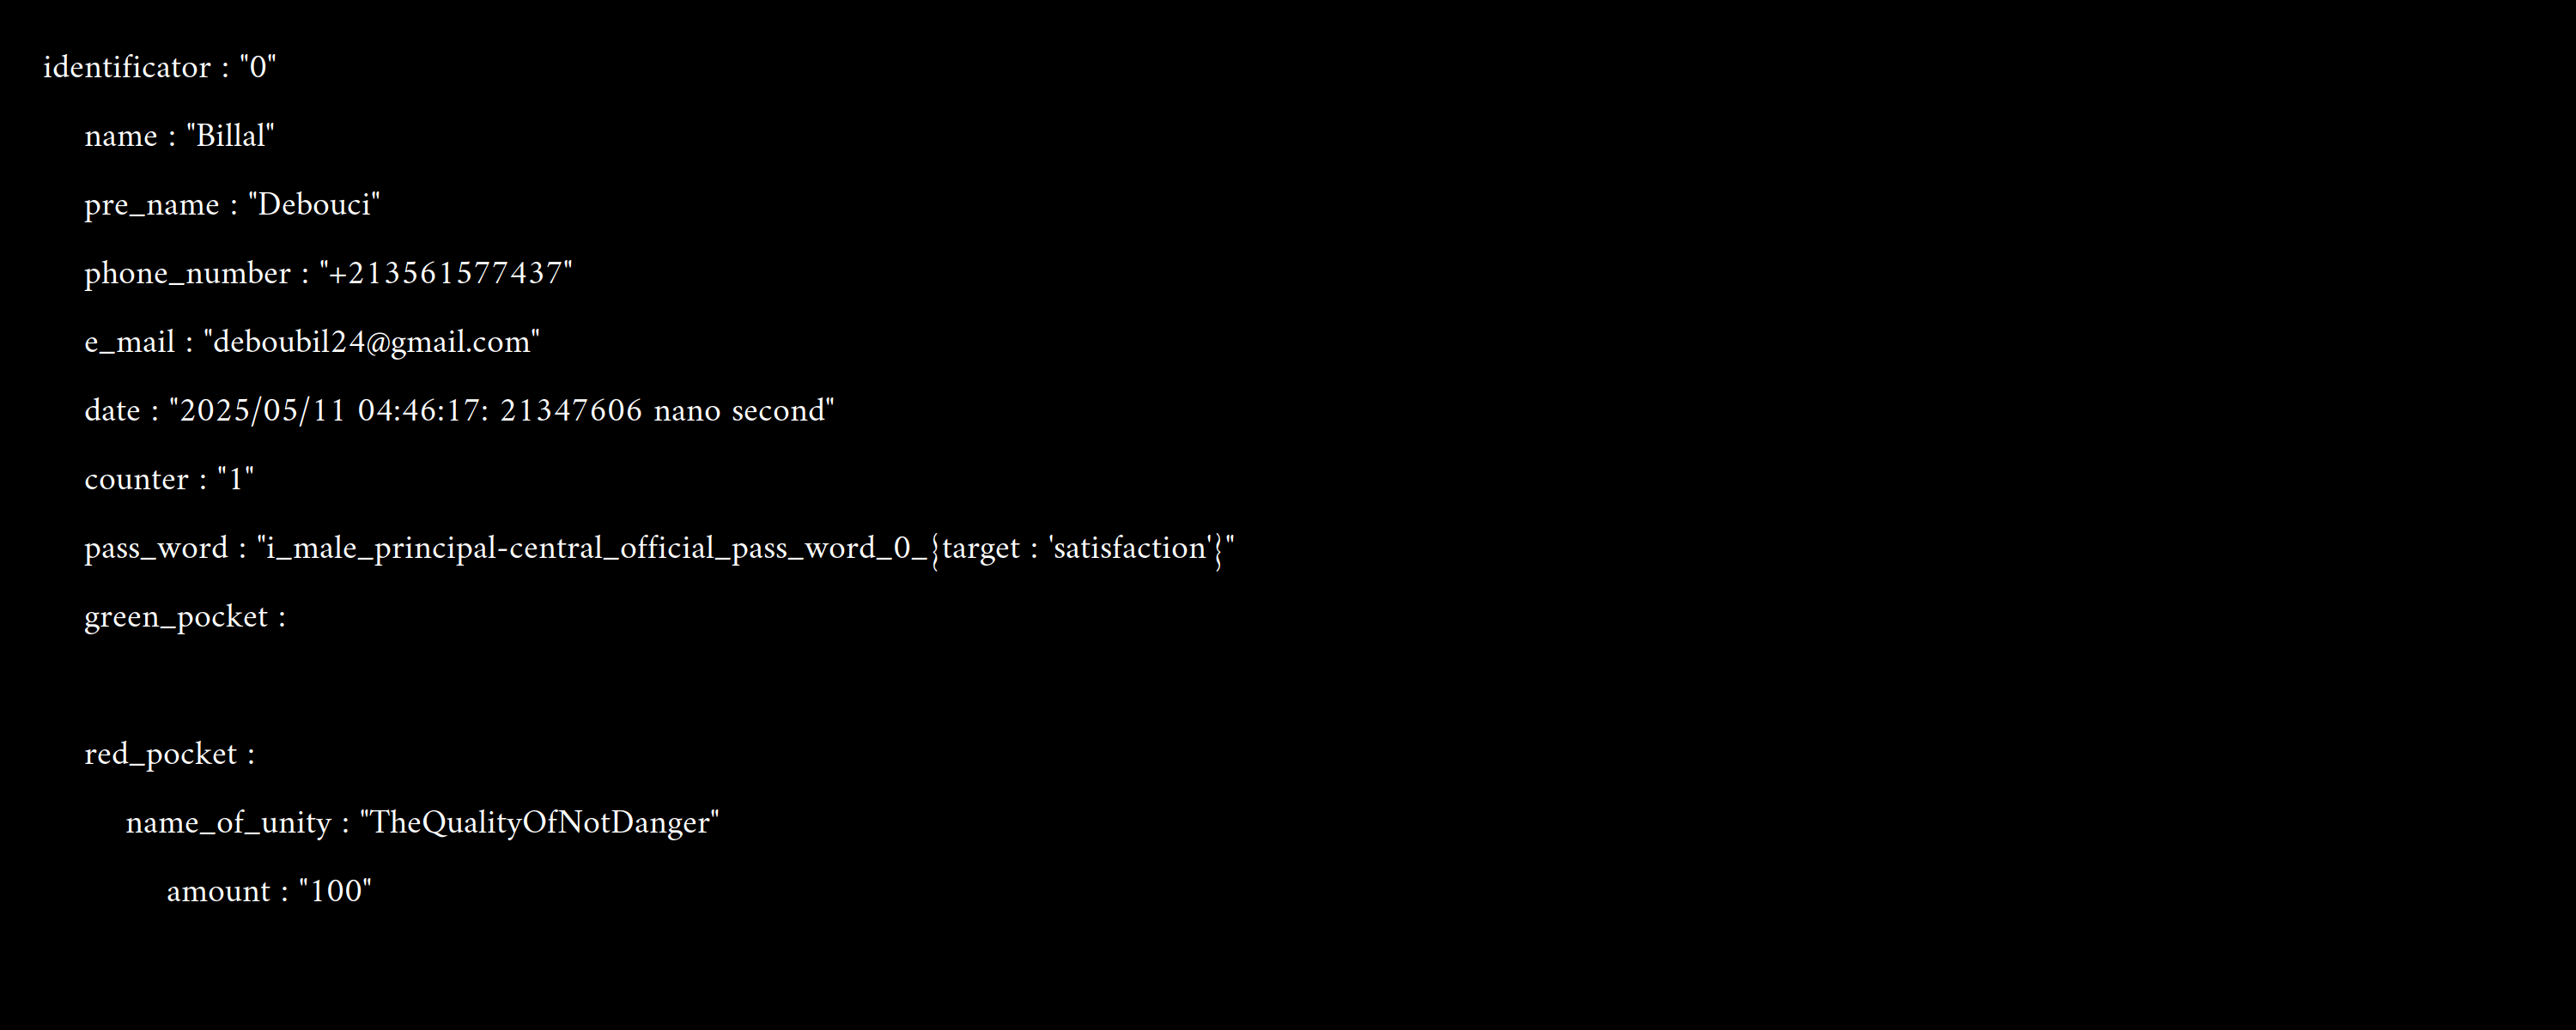 identificator : "0"
name : "Billal"
pre_name : "Debouci"
phone_number : "+213561577437"
e_mail : "deboubil24@gmail.com"
date : "2025/05/11 04:46:17: 21347606 nano second"
counter : "1"
pass_word : "i_male_principal-central_official_pass_word_0_{target : 'satisfaction'}"
green_pocket :
red_pocket :
name_of_unity : "TheQualityOfNotDanger"
amount : "100"